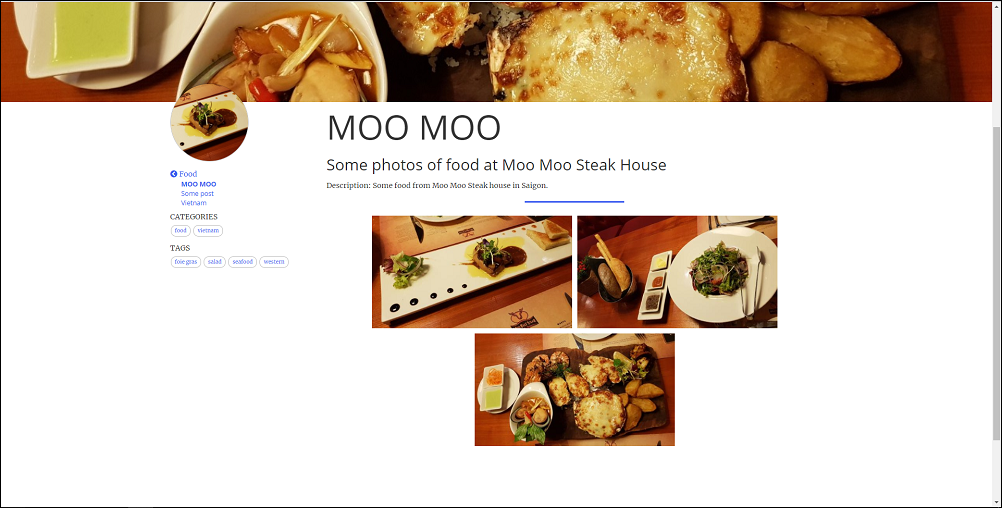 MOO MOO
Some photos of food at Moo Moo Steak House
Description: Some food from Moo Moo Steak house in Saigon.
Food
MOO MOO
Some post
Vietnam
CATEGORIES
food vietnam
TAGS
foie gras salad seafood western